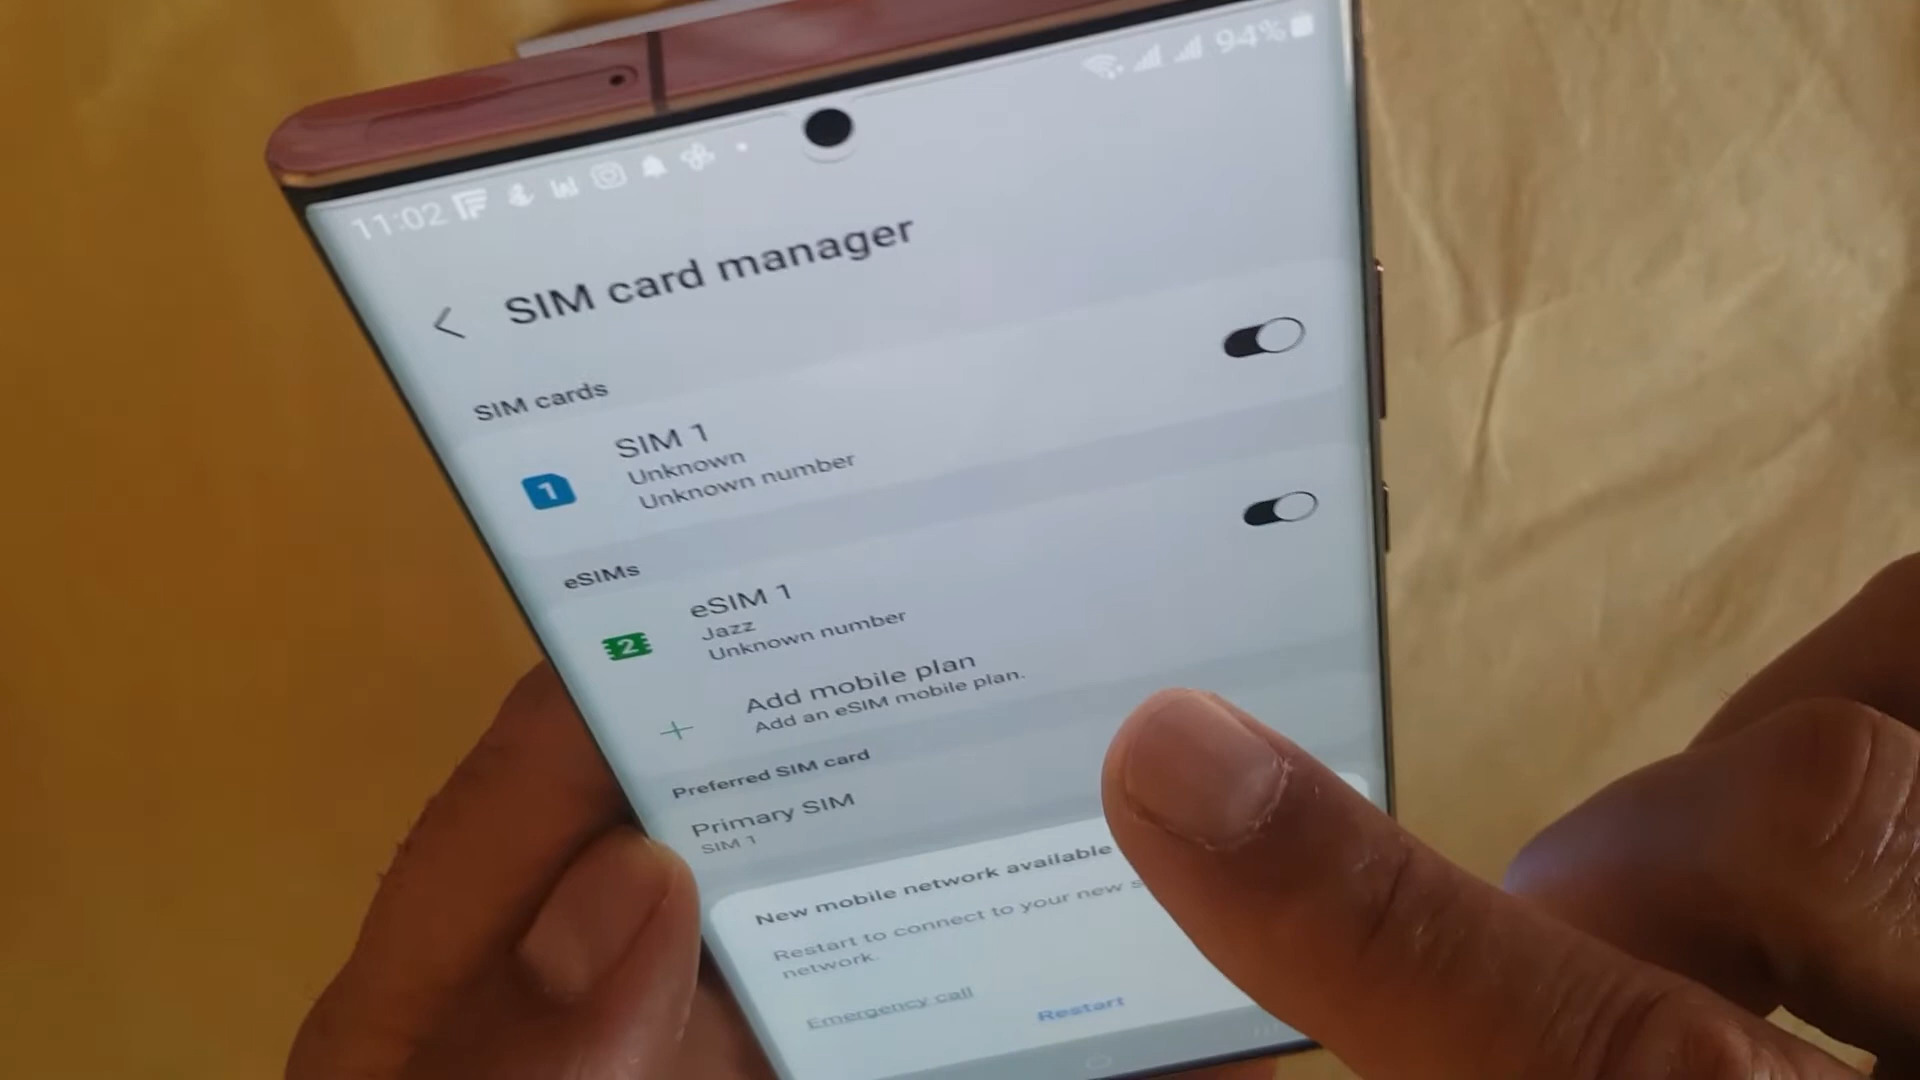 11:02
94%
SIM card manager
SIM cards
1
SIM 1
Unknown
Unknown number
eSIMs
2
eSIM 1
Jazz
Unknown number
Add mobile plan
Add an eSIM mobile plan.
Preferred SIM card
Primary SIM
SIM 1
New mobile network available
Restart to connect to your new
network.
Emergency call
Restart